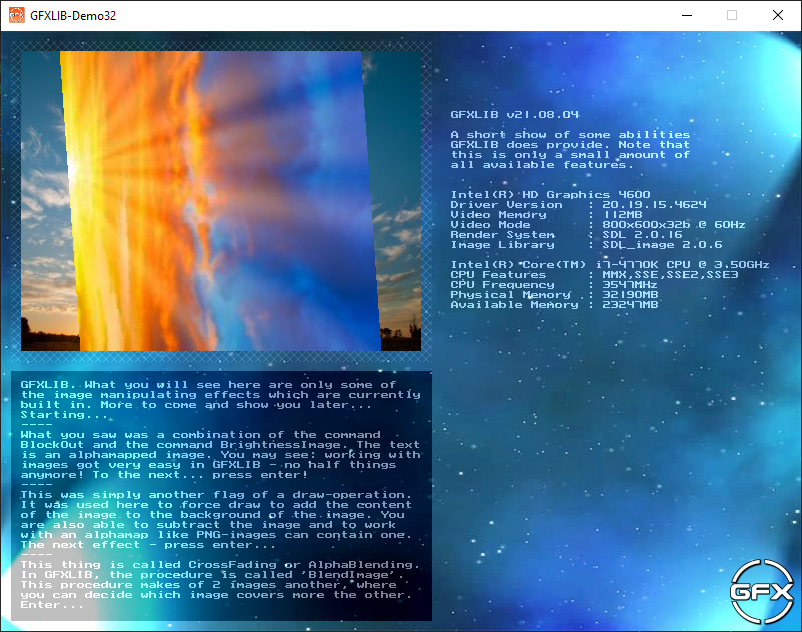 GFXLIB-Demo32
GFXLIB v21.08.04
A short show of some abilities
GFXLIB does provide. Note that
this is only a small amount of
all available features.
Intel(R) HD Graphics 4600
Driver Version : 20.19.15.4624
Video Memory : 112MB
Video Mode : 800x600x32b @ 60Hz
Render System : SDL 2.0.16
Image Library : SDL_image 2.0.6
Intel(R) Core(TM) i7-4770K CPU @ 3.50GHz
CPU Features : MMX,SSE,SSE2,SSE3
CPU Frequency : 3547MHz
Physical Memory : 32190MB
Available Memory : 23247MB
GFXLIB. What you will see here are only some of
the image manipulating effects which are currently
built in. More to come and show you later...
Starting...
----
What you saw was a combination of the command
BlockOut and the command BrightnessImage. The text
is an alphamapped image. You may see: working with
images got very easy in GFXLIB - no half things
anymore! To the next... press enter!
----
This was simply another flag of a draw-operation.
It was used here to force draw to add the content
of the image to the background of the image. You
are also able to subtract the image and to work
with an alphamap like PNG-images can contain one.
The next effect - press enter...
----
This thing is called CrossFading or AlphaBlending.
In GFXLIB, the procedure is called 'BlendImage'.
This procedure makes of 2 images another, where
you can decide which image covers more the other.
Enter...
GFX